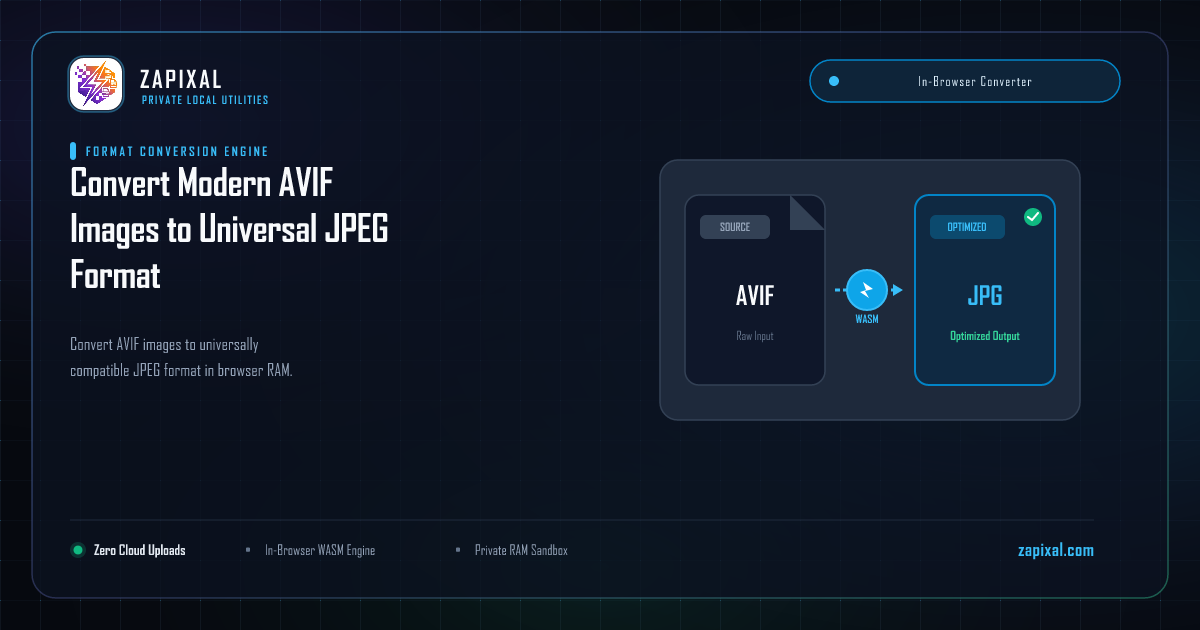 ZAPIXAL
PRIVATE LOCAL UTILITIES
In-Browser Converter
FORMAT CONVERSION ENGINE
Convert Modern AVIF
Images to Universal JPEG
Format
Convert AVIF images to universally
compatible JPEG format in browser RAM.
SOURCE
AVIF
Raw Input
WASM
OPTIMIZED
JPG
Optimized Output
Zero Cloud Uploads
In-Browser WASM Engine
Private RAM Sandbox
zapixal.com